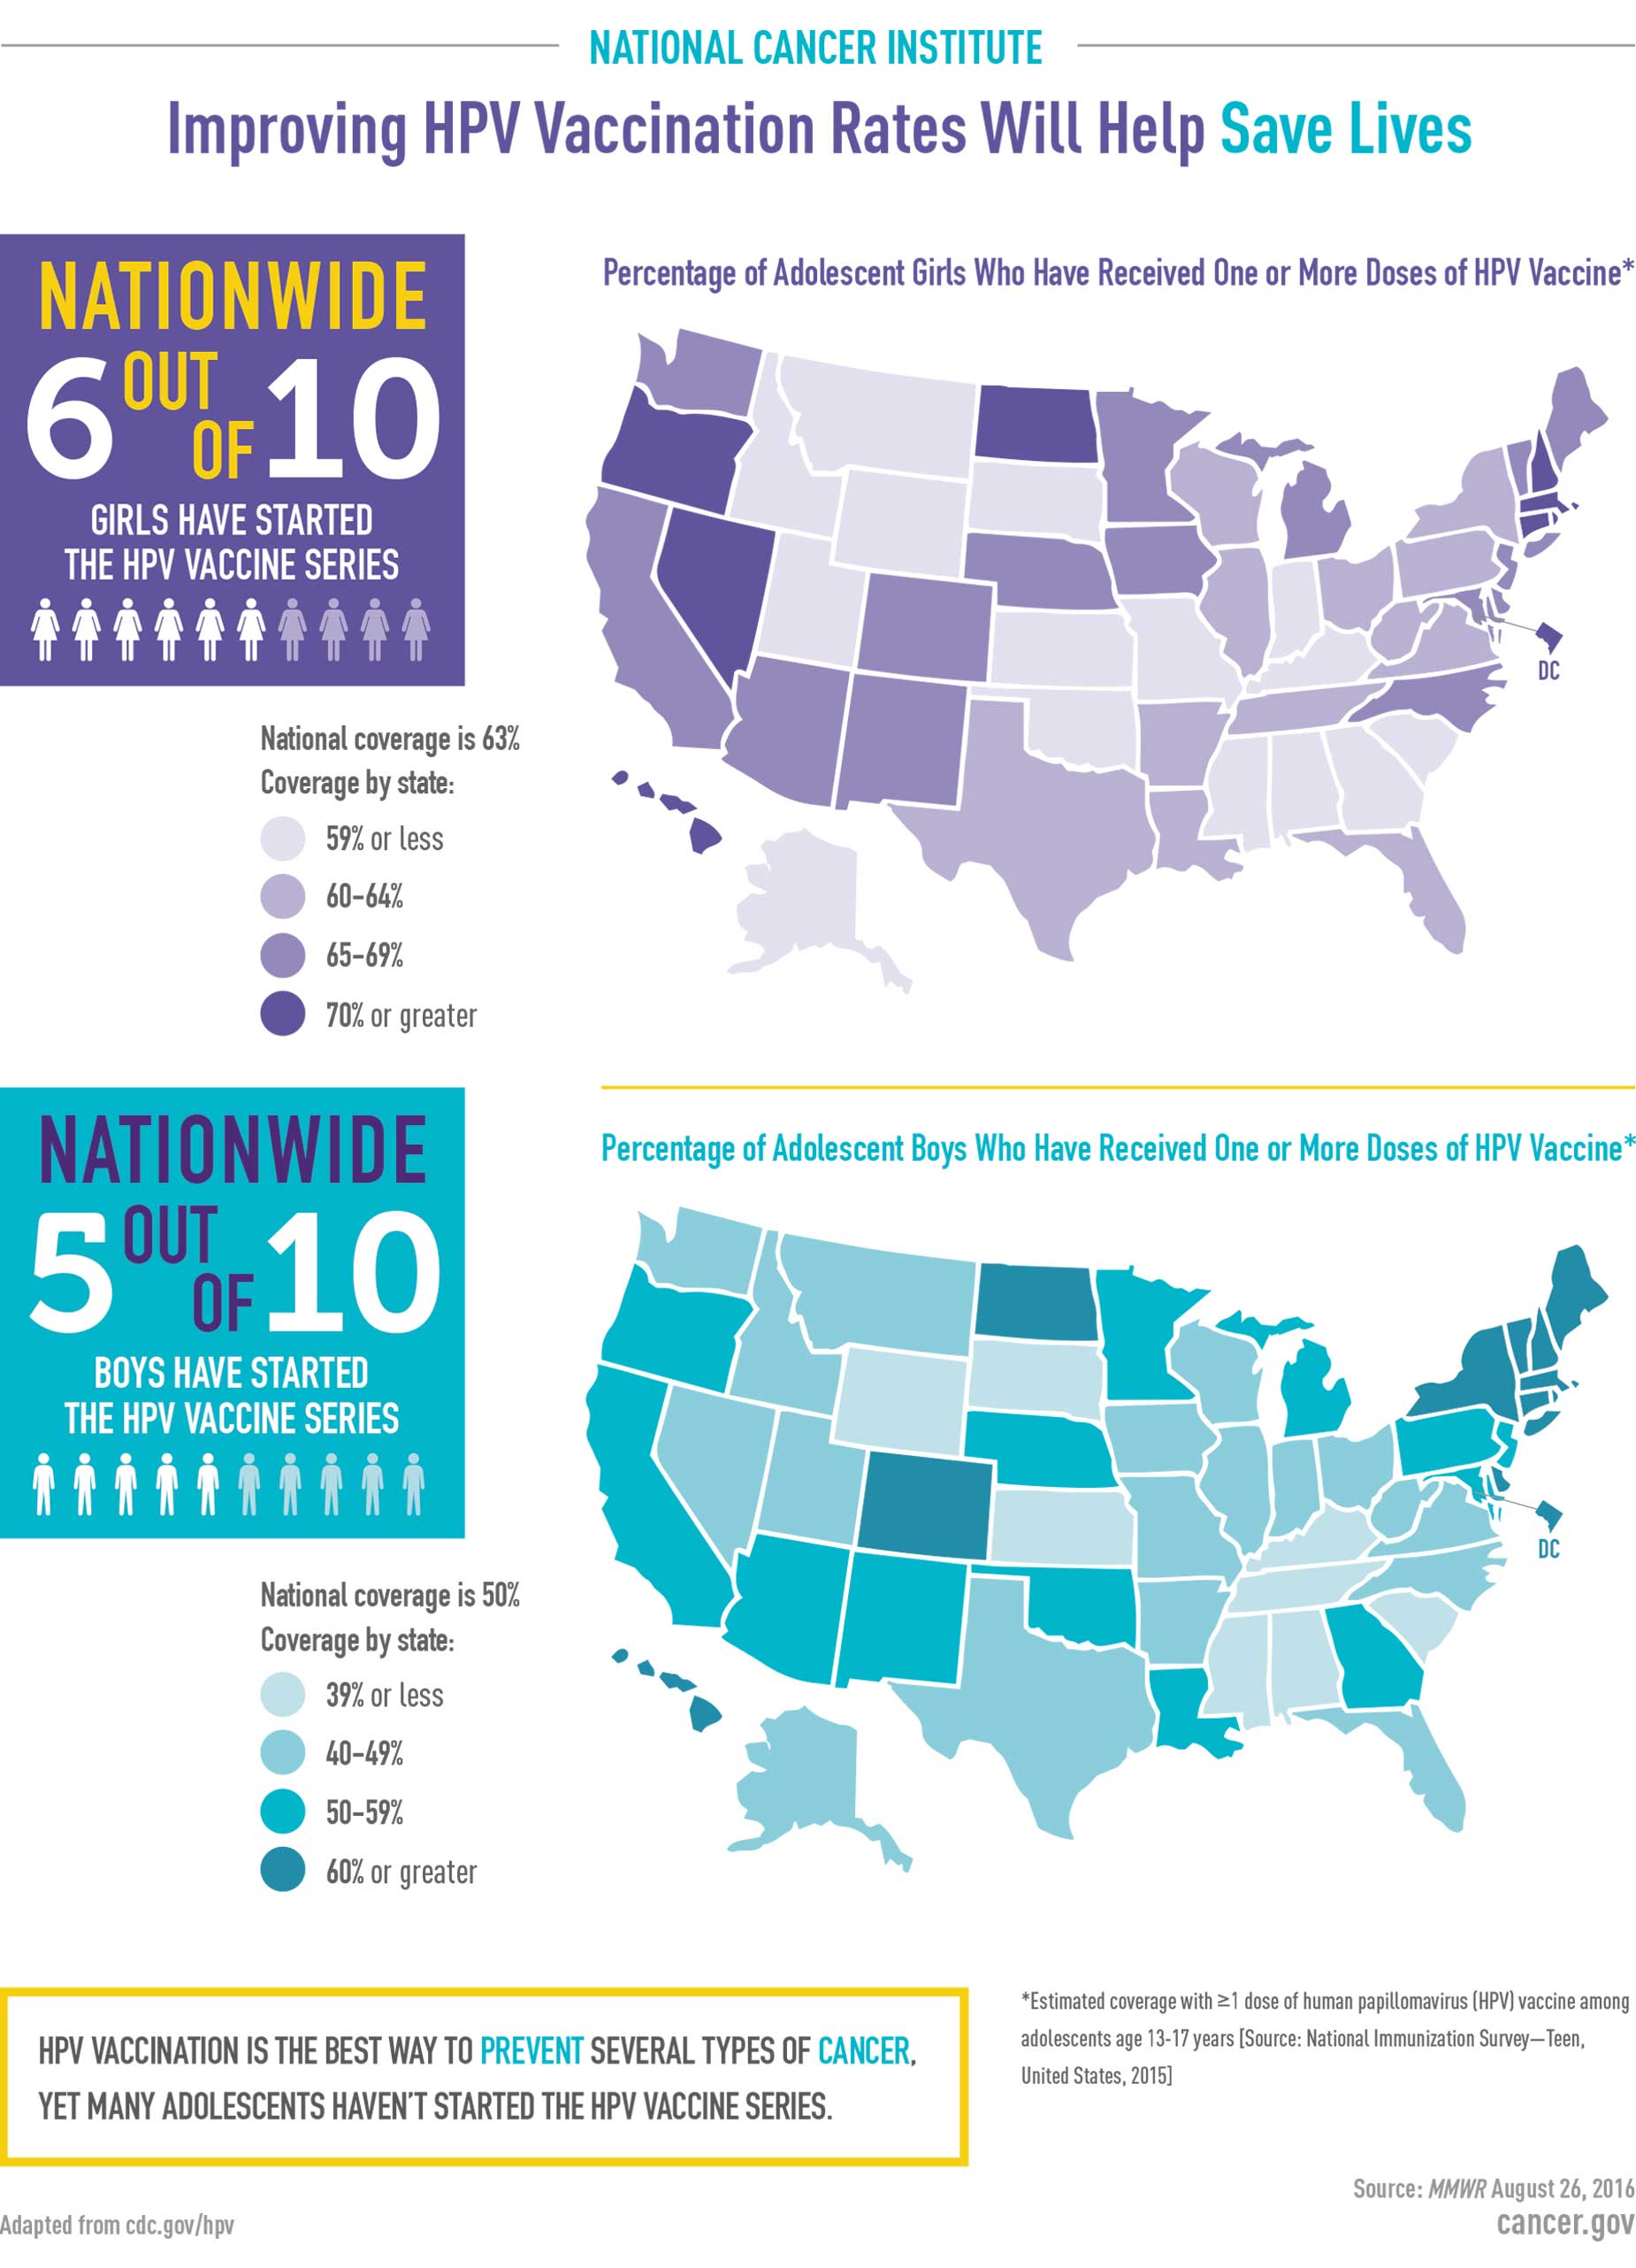 NATIONAL CANCER INSTITUTE
Improving HPV Vaccination Rates Will Help Save Lives
NATIONWIDE
6 OUT OF 10
GIRLS HAVE STARTED
THE HPV VACCINE SERIES
National coverage is 63%
Coverage by state:
59% or less
60–64%
65–69%
70% or greater
Percentage of Adolescent Girls Who Have Received One or More Doses of HPV Vaccine*
DC
NATIONWIDE
5 OUT OF 10
BOYS HAVE STARTED
THE HPV VACCINE SERIES
National coverage is 50%
Coverage by state:
39% or less
40–49%
50–59%
60% or greater
Percentage of Adolescent Boys Who Have Received One or More Doses of HPV Vaccine*
DC
HPV VACCINATION IS THE BEST WAY TO PREVENT SEVERAL TYPES OF CANCER,
YET MANY ADOLESCENTS HAVEN'T STARTED THE HPV VACCINE SERIES.
*Estimated coverage with ≥1 dose of human papillomavirus (HPV) vaccine among
adolescents age 13-17 years [Source: National Immunization Survey—Teen,
United States, 2015]
Adapted from cdc.gov/hpv
Source: MMWR August 26, 2016
cancer.gov